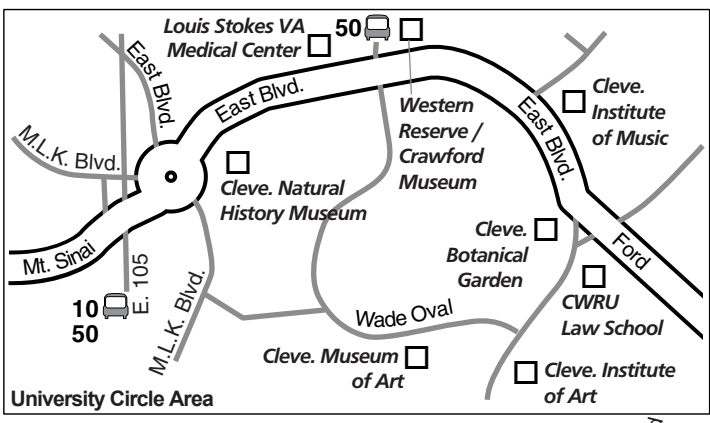 Louis Stokes VA
Medical Center
50
East Blvd.
East Blvd.
Cleve.
Institute
of Music
Western
Reserve /
Crawford
Museum
East Blvd.
M.L.K. Blvd.
Cleve. Natural
History Museum
Cleve.
Botanical
Garden
Mt. Sinai
Ford
E. 105
10
50
M.L.K. Blvd.
CWRU
Law School
Wade Oval
Cleve. Museum
of Art
Cleve. Institute
of Art
University Circle Area